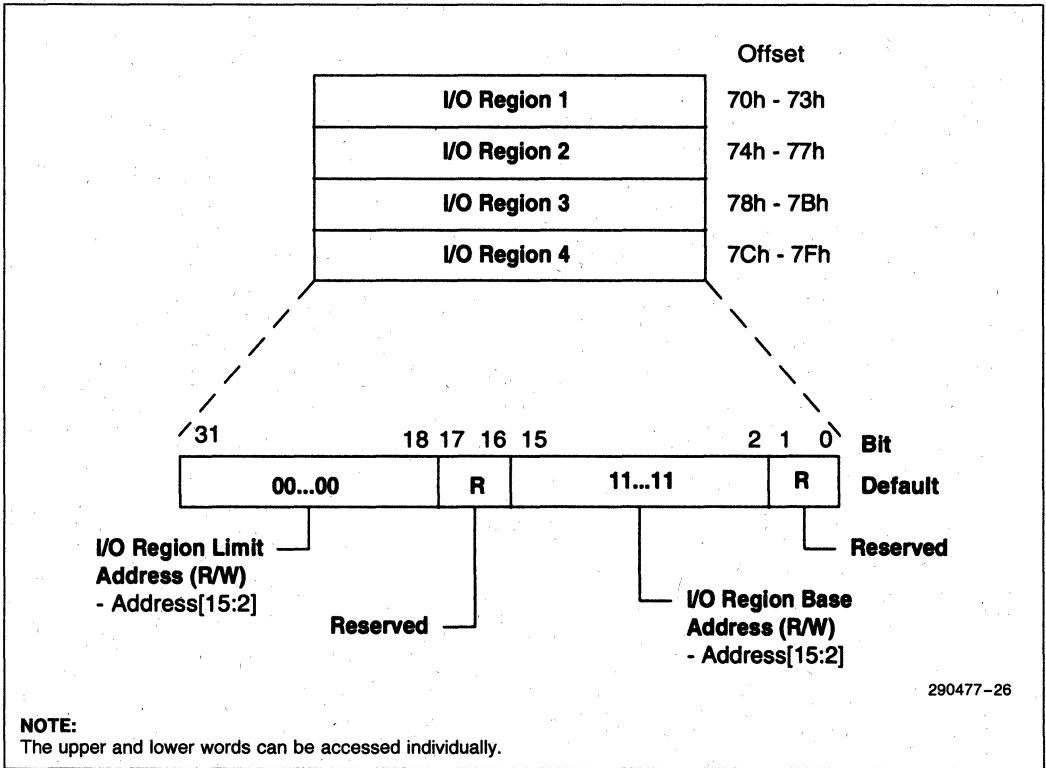 Offset
I/O Region 1 70h - 73h
I/O Region 2 74h - 77h
I/O Region 3 78h - 7Bh
I/O Region 4 7Ch - 7Fh
31 18 17 16 15 2 1 0 Bit
00...00 R 11...11 R Default
I/O Region Limit
Address (R/W)
- Address[15:2]
Reserved
I/O Region Base
Address (R/W)
- Address[15:2]
Reserved
290477-26
NOTE:
The upper and lower words can be accessed individually.